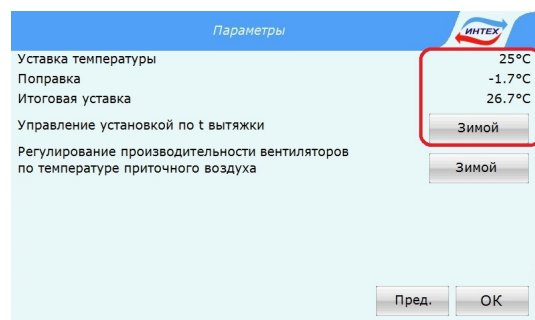 Параметры
ИНТЕХ
Уставка температуры 25°C
Поправка -1.7°C
Итоговая уставка 26.7°C
Управление установкой по t вытяжки Зимой
Регулирование производительности вентиляторов
по температуре приточного воздуха Зимой
Пред. OK